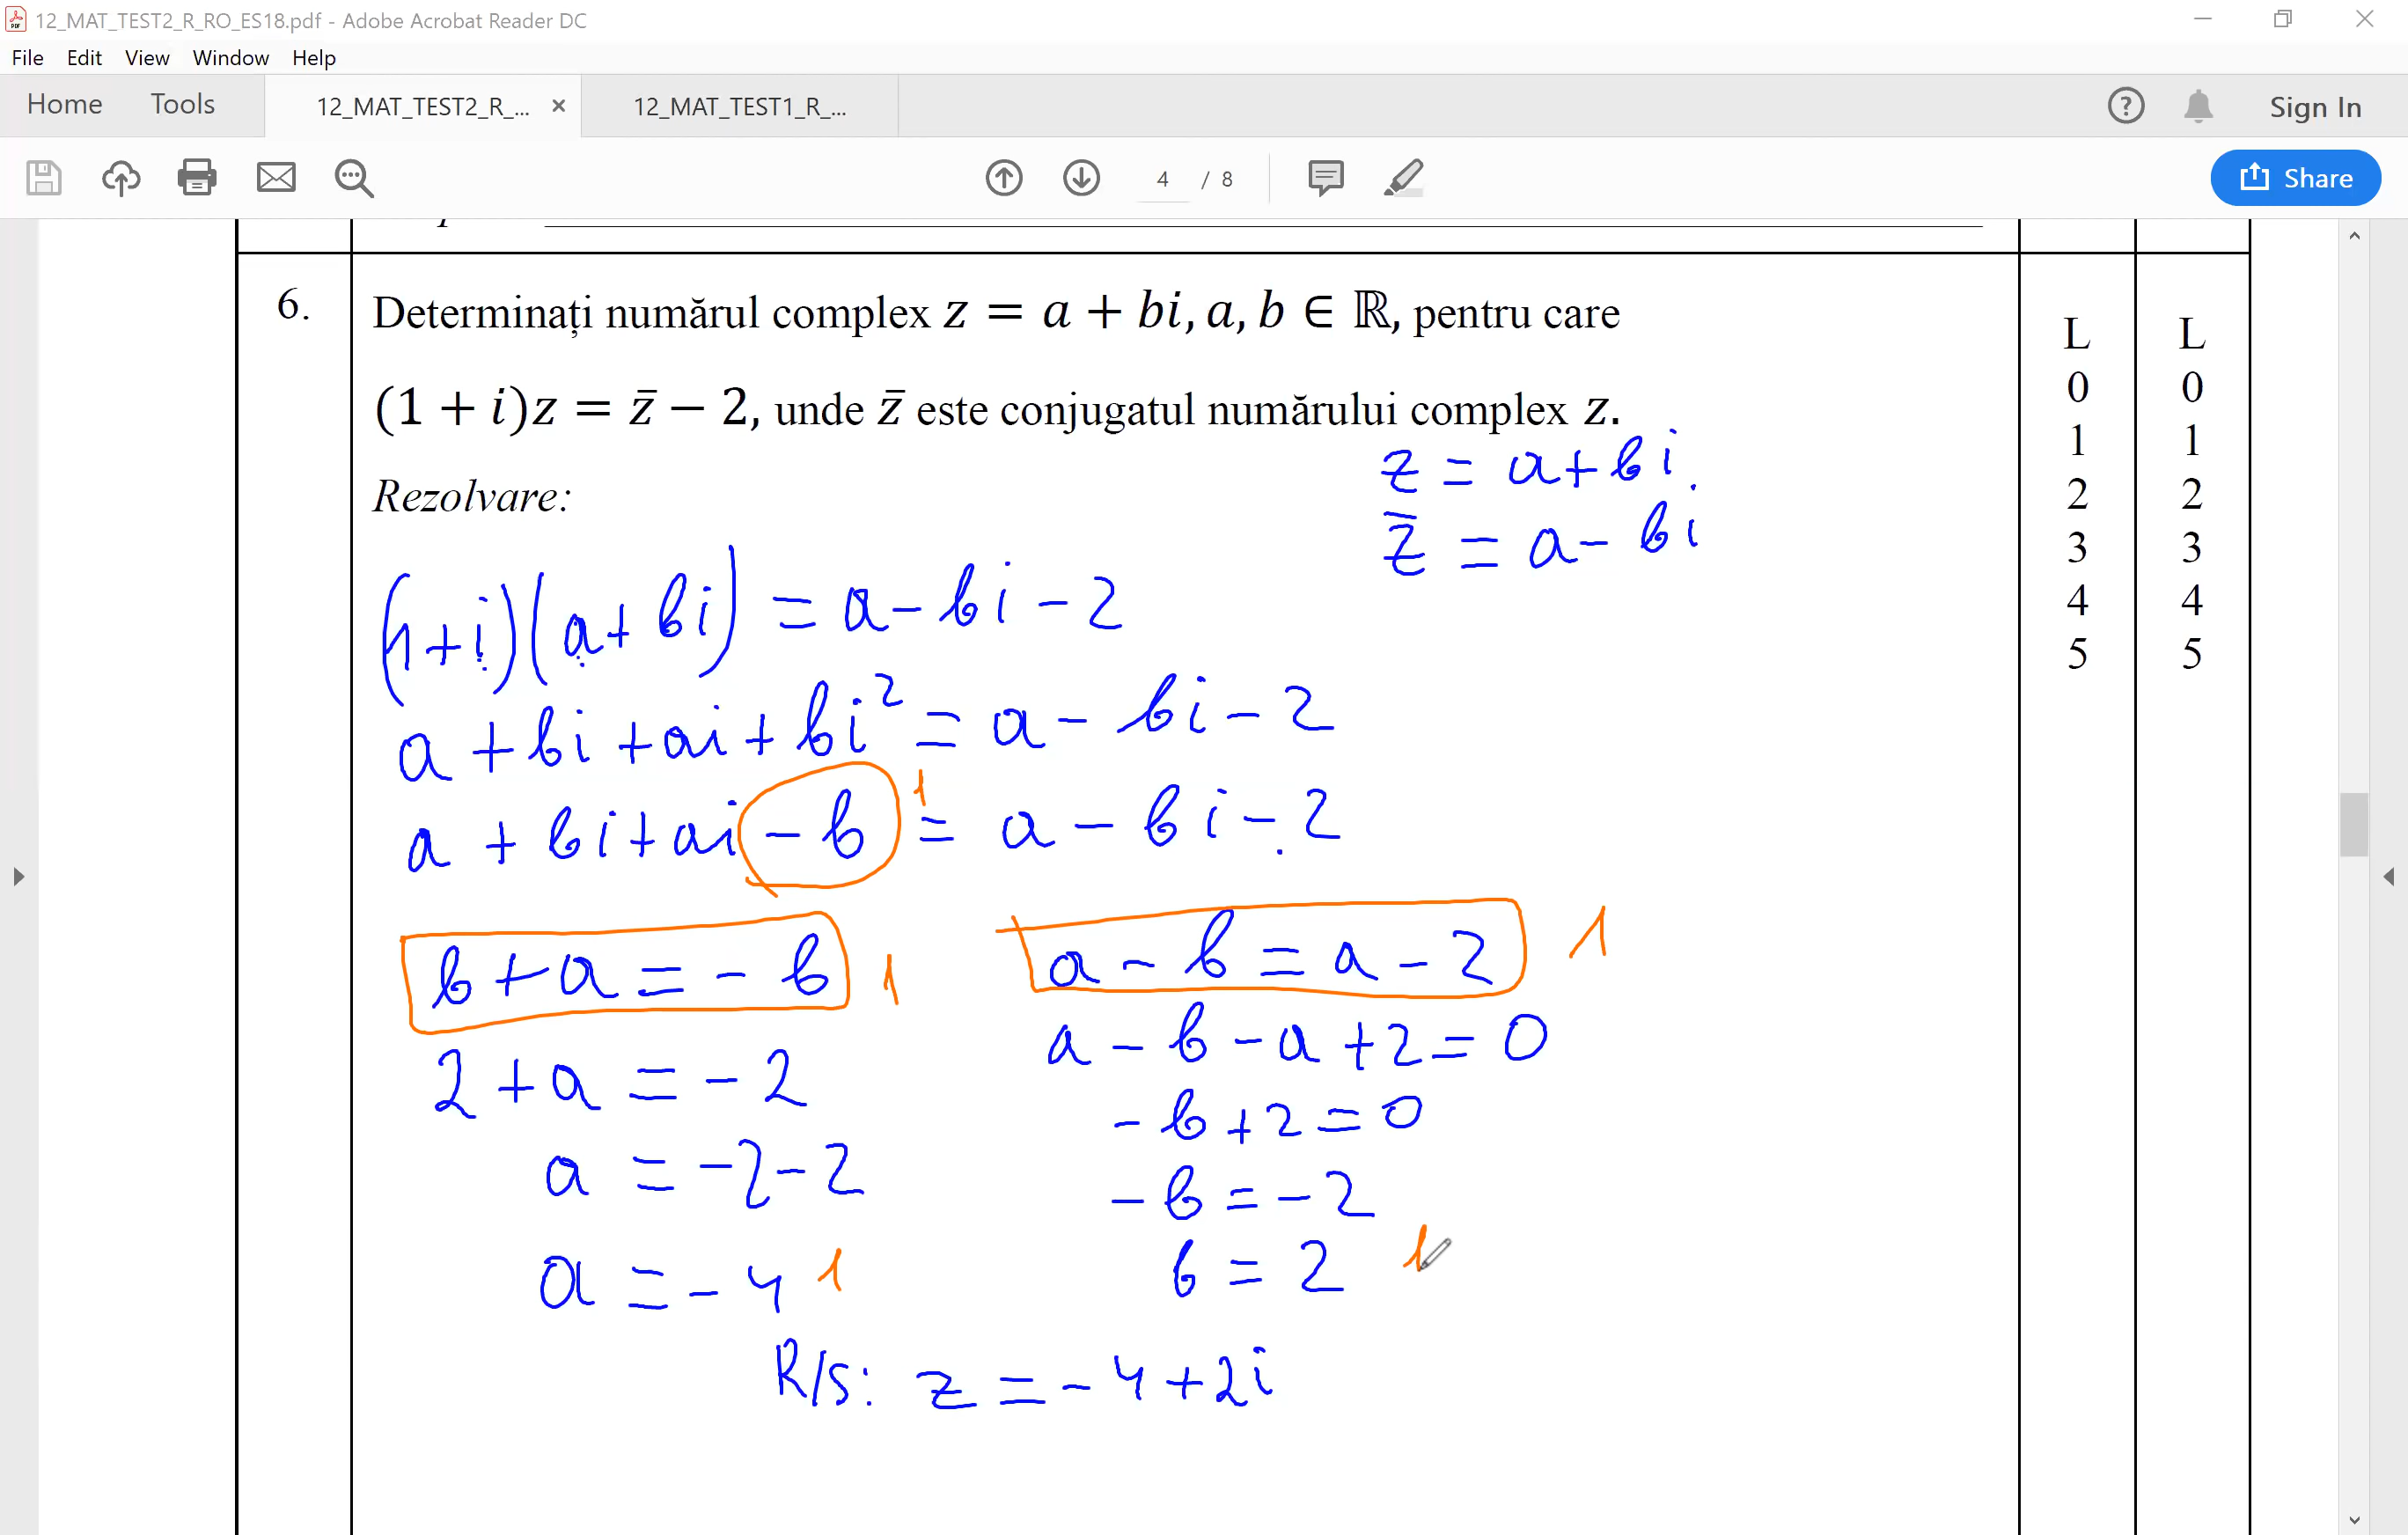 12_MAT_TEST2_R_RO_ES18.pdf - Adobe Acrobat Reader DC
File Edit View Window Help
Home Tools 12_MAT_TEST2_R_... × 12_MAT_TEST1_R_... ? Sign In
4 / 8 Share
6. Determinați numărul complex z = a + bi, a, b ∈ ℝ, pentru care
(1 + i)z = z̄ − 2, unde z̄ este conjugatul numărului complex z.
z = a + bi
Rezolvare:
z̄ = a − bi
(1+i)(a+bi) = a − bi − 2
a + bi + ai + bi² = a − bi − 2
a + bi + ai − b = a − bi − 2
1
b + a = − b 1
a − b = a − 2 1
2 + a = − 2
a − b − a + 2 = 0
a = −2 − 2
− b + 2 = 0
− b = − 2
a = − 4 1
b = 2 1
R/s: z = − 4 + 2i
L L
0 0
1 1
2 2
3 3
4 4
5 5